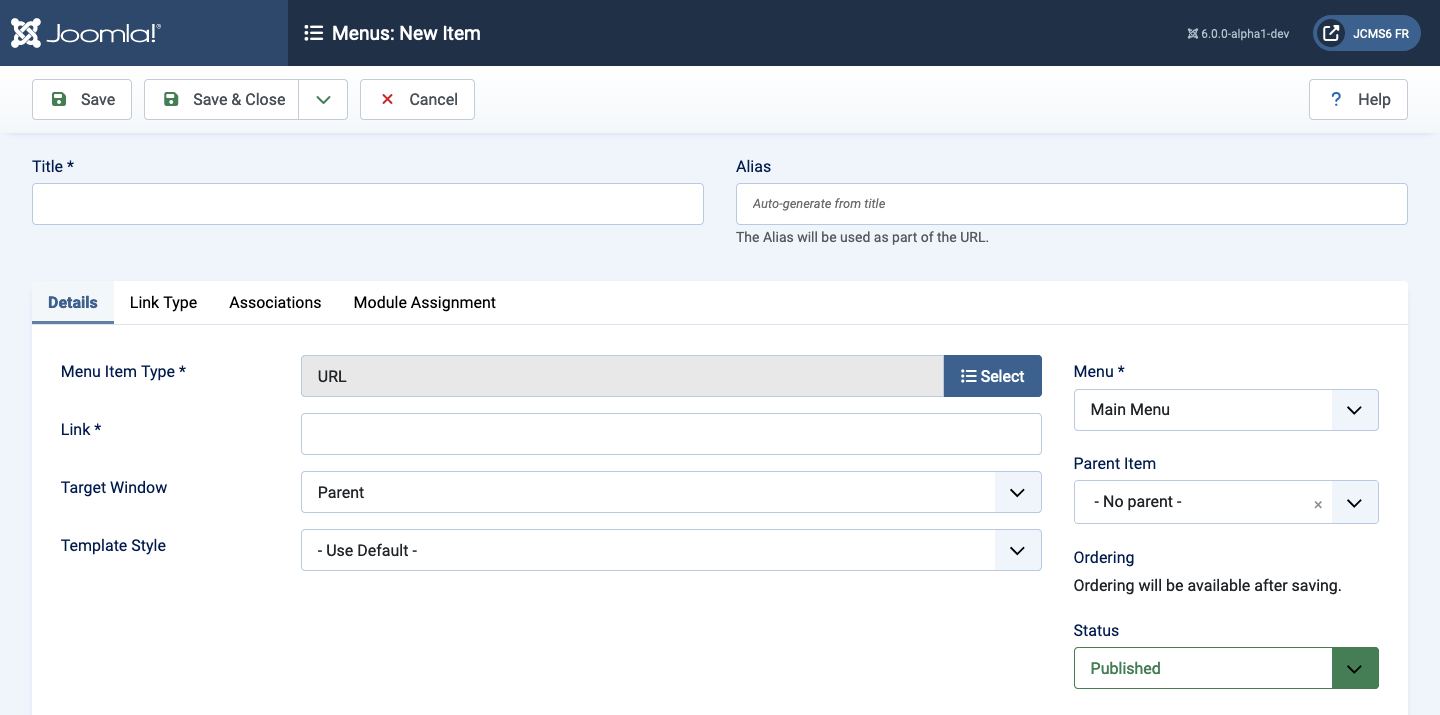 Joomla!®
Menus: New Item
6.0.0-alpha1-dev
JCMS6 FR
Save
Save & Close
Cancel
? Help
Title *
Alias
Auto-generate from title
The Alias will be used as part of the URL.
Details
Link Type
Associations
Module Assignment
Menu Item Type *
URL
Select
Link *
Target Window
Parent
Template Style
- Use Default -
Menu *
Main Menu
Parent Item
- No parent -
×
Ordering
Ordering will be available after saving.
Status
Published